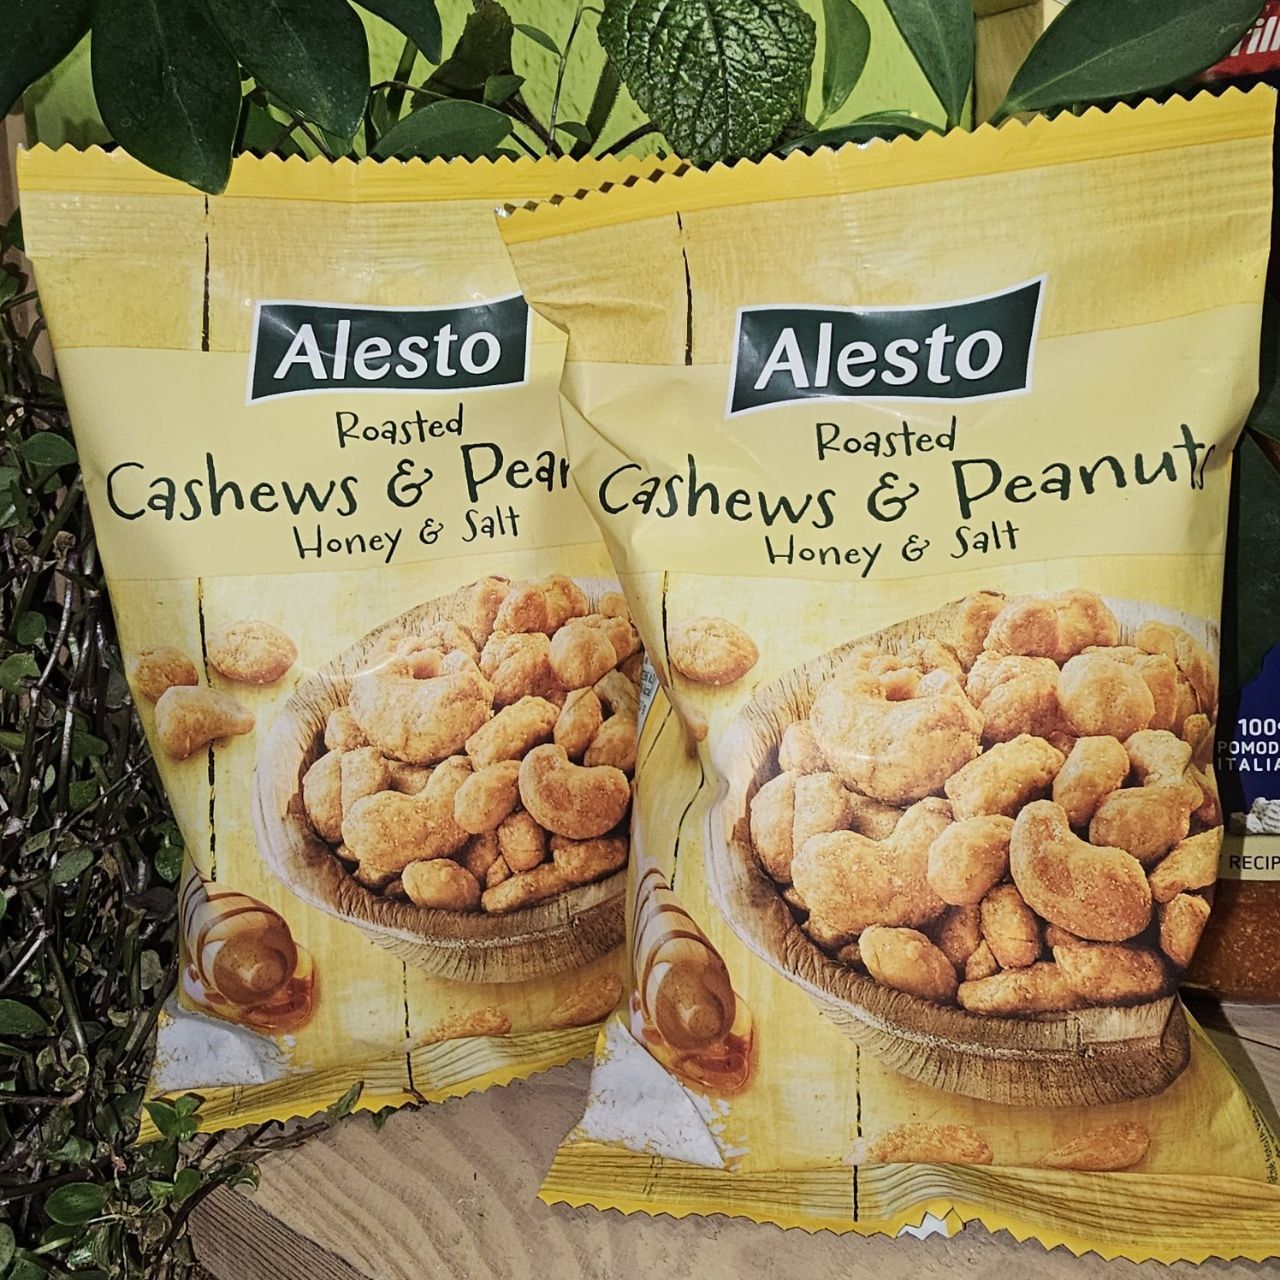 Alesto
Roasted
Cashews & Pean
Honey & Salt
Alesto
Roasted
Cashews & Peanuts
Honey & Salt
100%
POMOD
ITALIA
RECIP